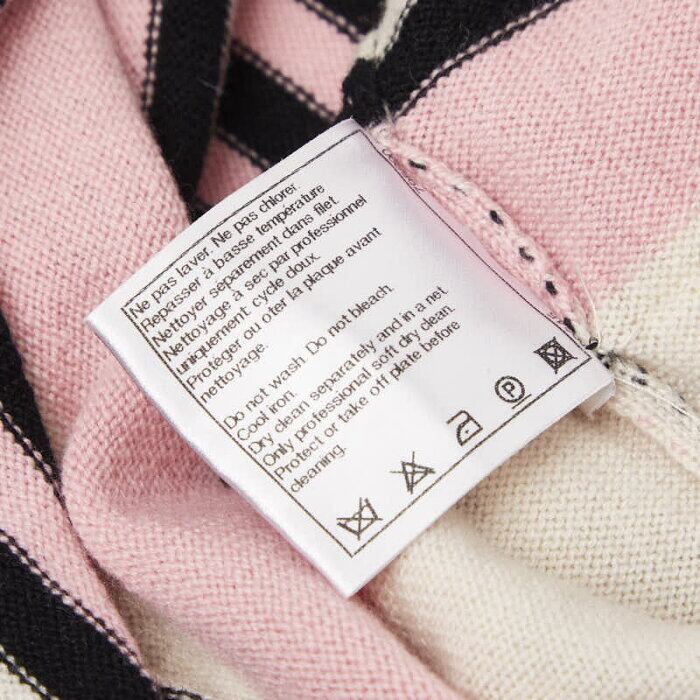 Ne pas laver. Ne pas chlorer.
Repasser à basse température
Nettoyer separement dans filet.
Nettoyage à sec par professionnel
uniquement: cycle doux.
Protéger ou oter la plaque avant
nettoyage.
Do not wash. Do not bleach.
Cool iron.
Dry clean separately and in a net.
Only professional soft dry clean.
Protect or take off plate before
cleaning.
P